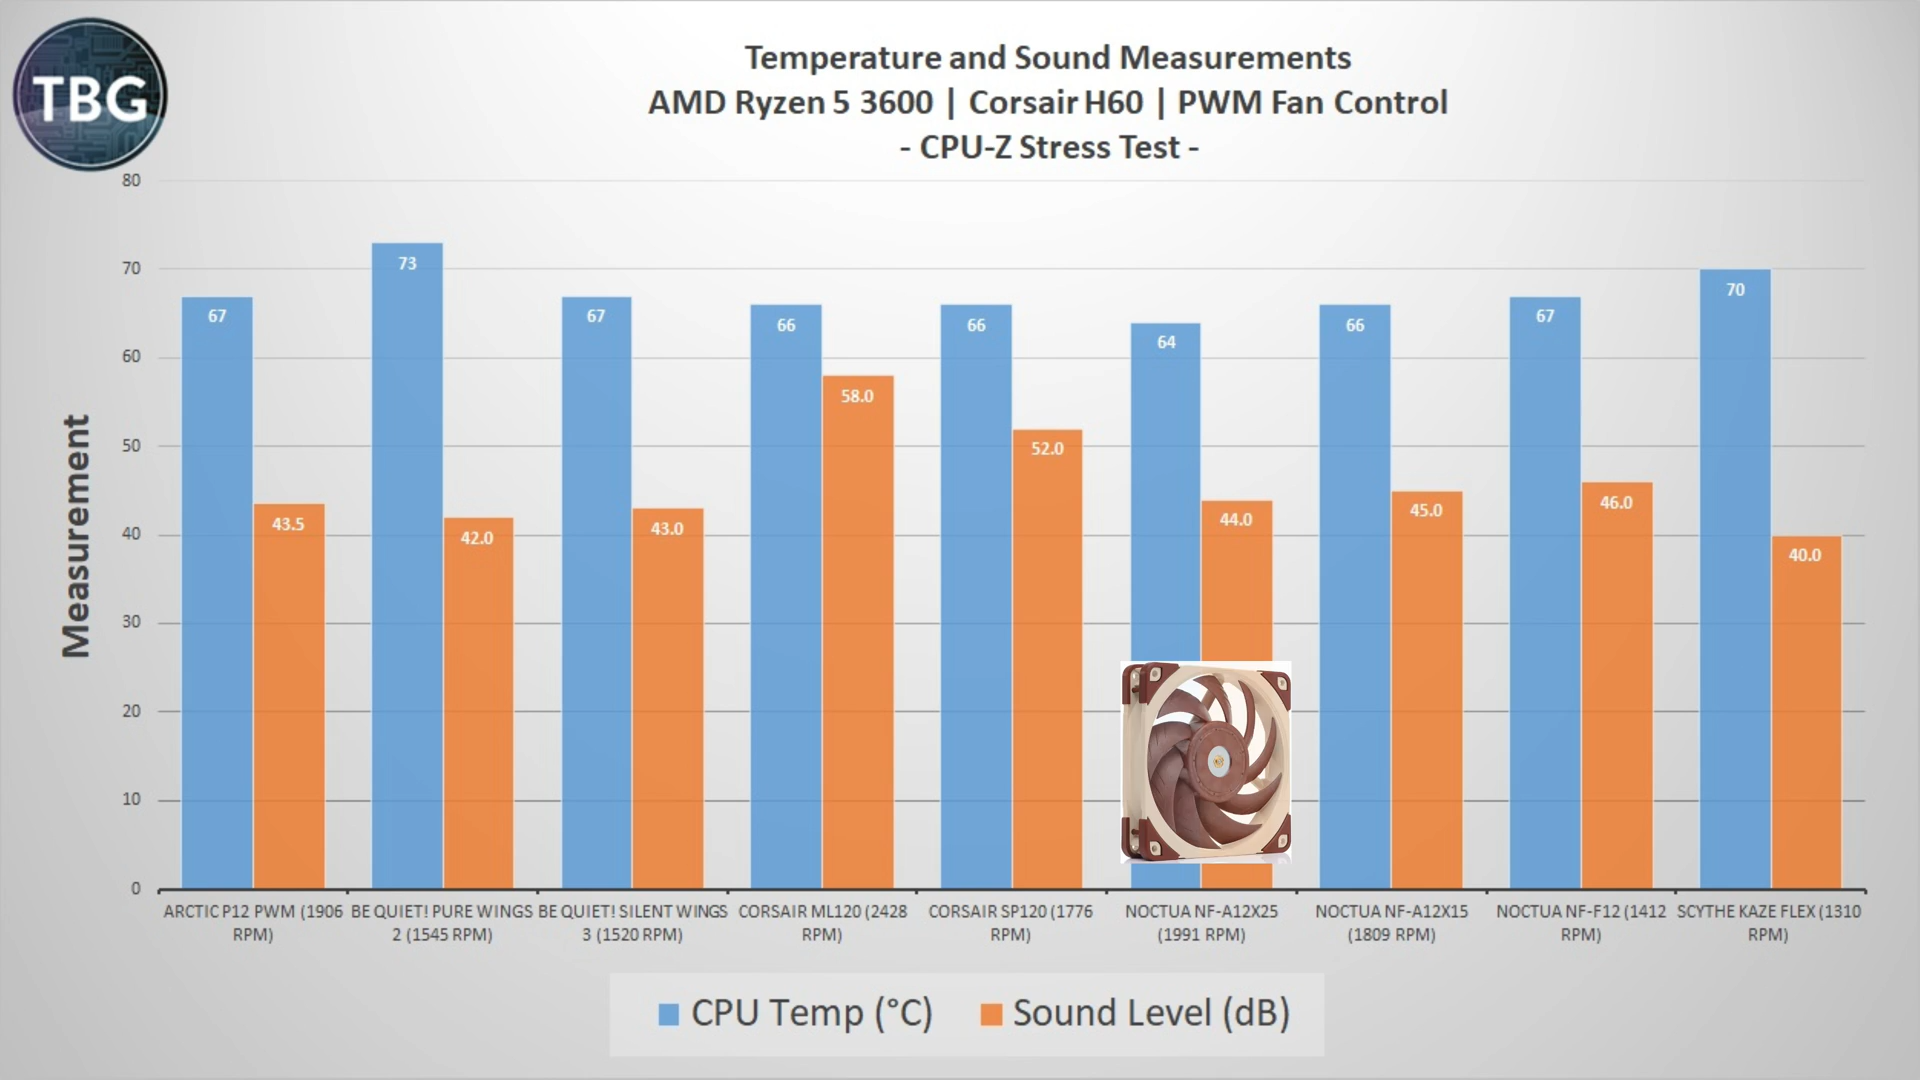 TBG
Temperature and Sound Measurements
AMD Ryzen 5 3600 | Corsair H60 | PWM Fan Control
- CPU-Z Stress Test -
Measurement
80
70
60
50
40
30
20
10
0
67
43.5
73
42.0
67
43.0
66
58.0
66
52.0
64
44.0
66
45.0
67
46.0
70
40.0
ARCTIC P12 PWM (1906
RPM)
BE QUIET! PURE WINGS
2 (1545 RPM)
BE QUIET! SILENT WINGS
3 (1520 RPM)
CORSAIR ML120 (2428
RPM)
CORSAIR SP120 (1776
RPM)
NOCTUA NF-A12X25
(1991 RPM)
NOCTUA NF-A12X15
(1809 RPM)
NOCTUA NF-F12 (1412
RPM)
SCYTHE KAZE FLEX (1310
RPM)
CPU Temp (°C)
Sound Level (dB)